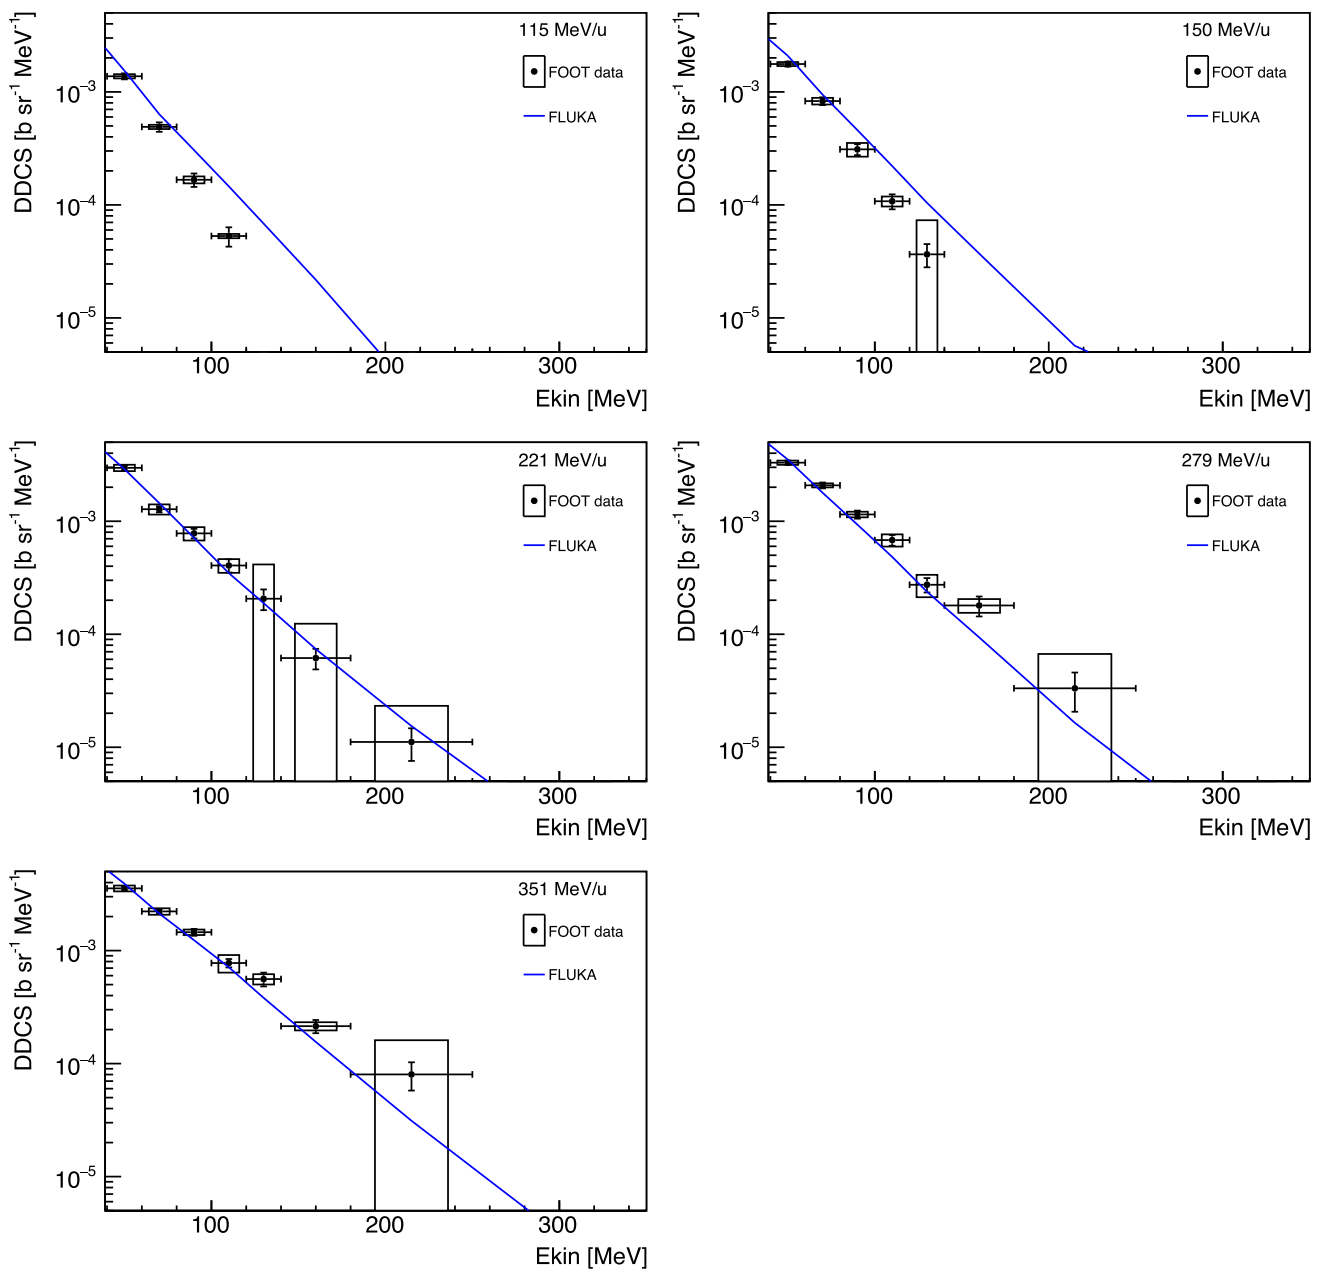 115 MeV/u
FOOT data
FLUKA
DDCS [b sr⁻¹ MeV⁻¹]
10⁻³
10⁻⁴
10⁻⁵
100 200 300
Ekin [MeV]
150 MeV/u
FOOT data
FLUKA
DDCS [b sr⁻¹ MeV⁻¹]
10⁻³
10⁻⁴
10⁻⁵
100 200 300
Ekin [MeV]
221 MeV/u
FOOT data
FLUKA
DDCS [b sr⁻¹ MeV⁻¹]
10⁻³
10⁻⁴
10⁻⁵
100 200 300
Ekin [MeV]
279 MeV/u
FOOT data
FLUKA
DDCS [b sr⁻¹ MeV⁻¹]
10⁻³
10⁻⁴
10⁻⁵
100 200 300
Ekin [MeV]
351 MeV/u
FOOT data
FLUKA
DDCS [b sr⁻¹ MeV⁻¹]
10⁻³
10⁻⁴
10⁻⁵
100 200 300
Ekin [MeV]